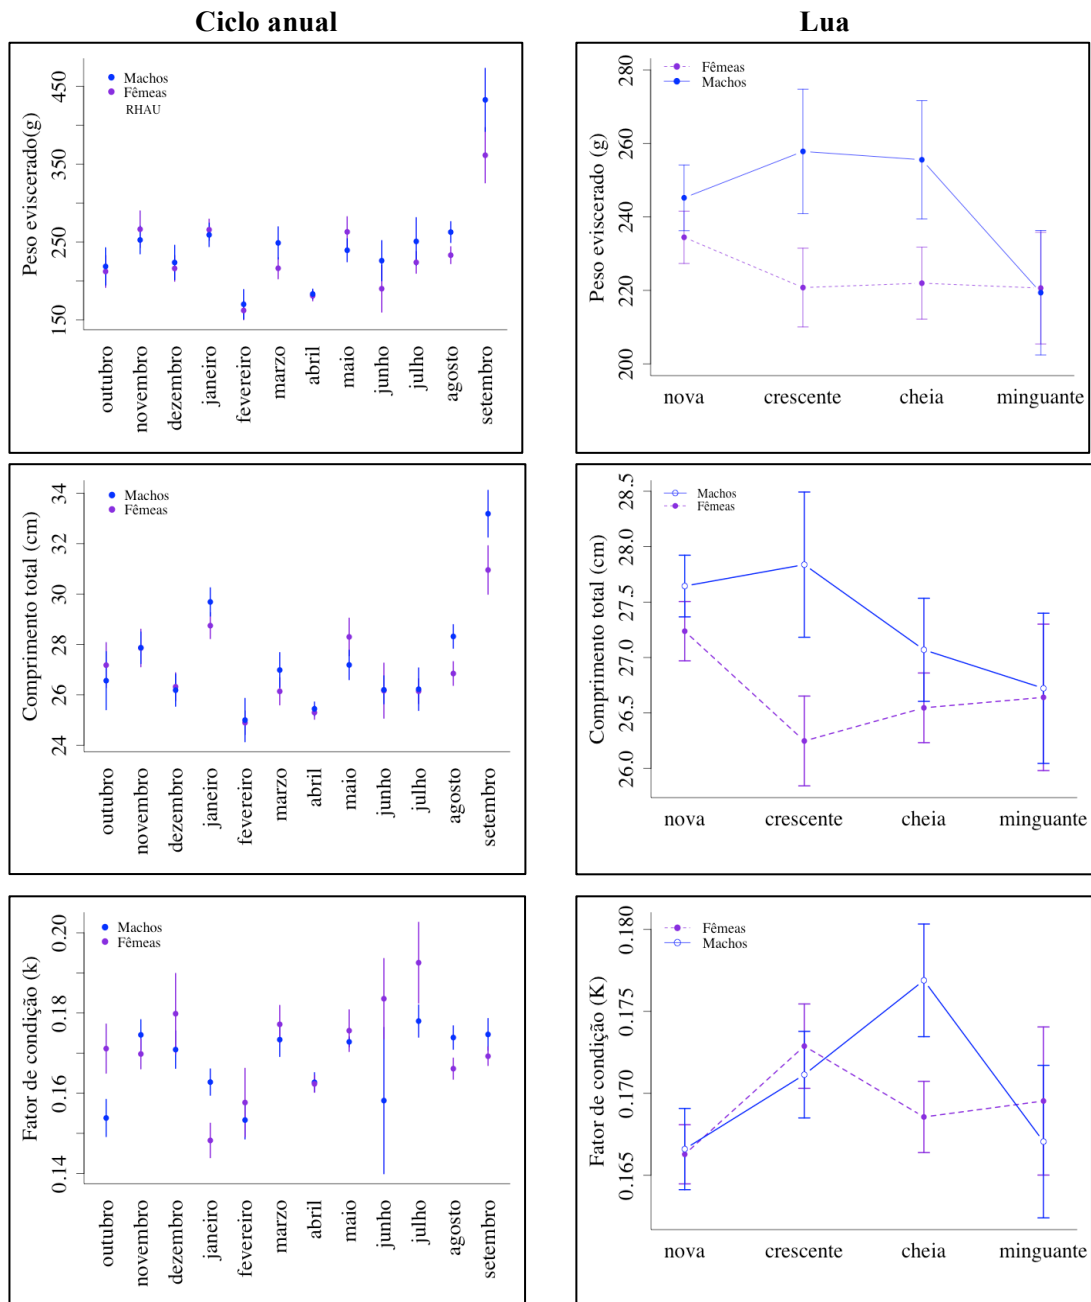 Ciclo anual
Lua
Peso eviscerado(g)
450
350
250
150
Machos
Fêmeas
RHAU
outubro
novembro
dezembro
janeiro
fevereiro
marzo
abril
maio
junho
julho
agosto
setembro
Peso eviscerado (g)
280
260
240
220
200
Fêmeas
Machos
nova
crescente
cheia
minguante
Comprimento total (cm)
34
32
30
28
26
24
Machos
Fêmeas
outubro
novembro
dezembro
janeiro
fevereiro
marzo
abril
maio
junho
julho
agosto
setembro
Comprimento total (cm)
28.5
28.0
27.5
27.0
26.5
26.0
Machos
Fêmeas
nova
crescente
cheia
minguante
Fator de condição (k)
0.20
0.18
0.16
0.14
Machos
Fêmeas
outubro
novembro
dezembro
janeiro
fevereiro
marzo
abril
maio
junho
julho
agosto
setembro
Fator de condição (K)
0.180
0.175
0.170
0.165
Fêmeas
Machos
nova
crescente
cheia
minguante